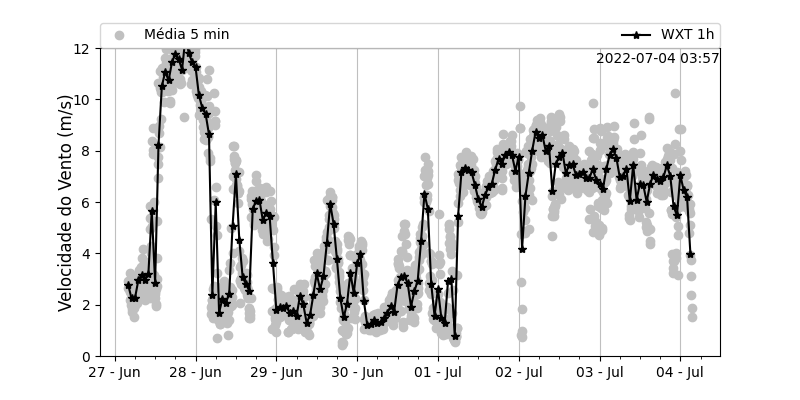 Média 5 min
WXT 1h
2022-07-04 03:57
Velocidade do Vento (m/s)
12
10
8
6
4
2
0
27 - Jun 28 - Jun 29 - Jun 30 - Jun 01 - Jul 02 - Jul 03 - Jul 04 - Jul